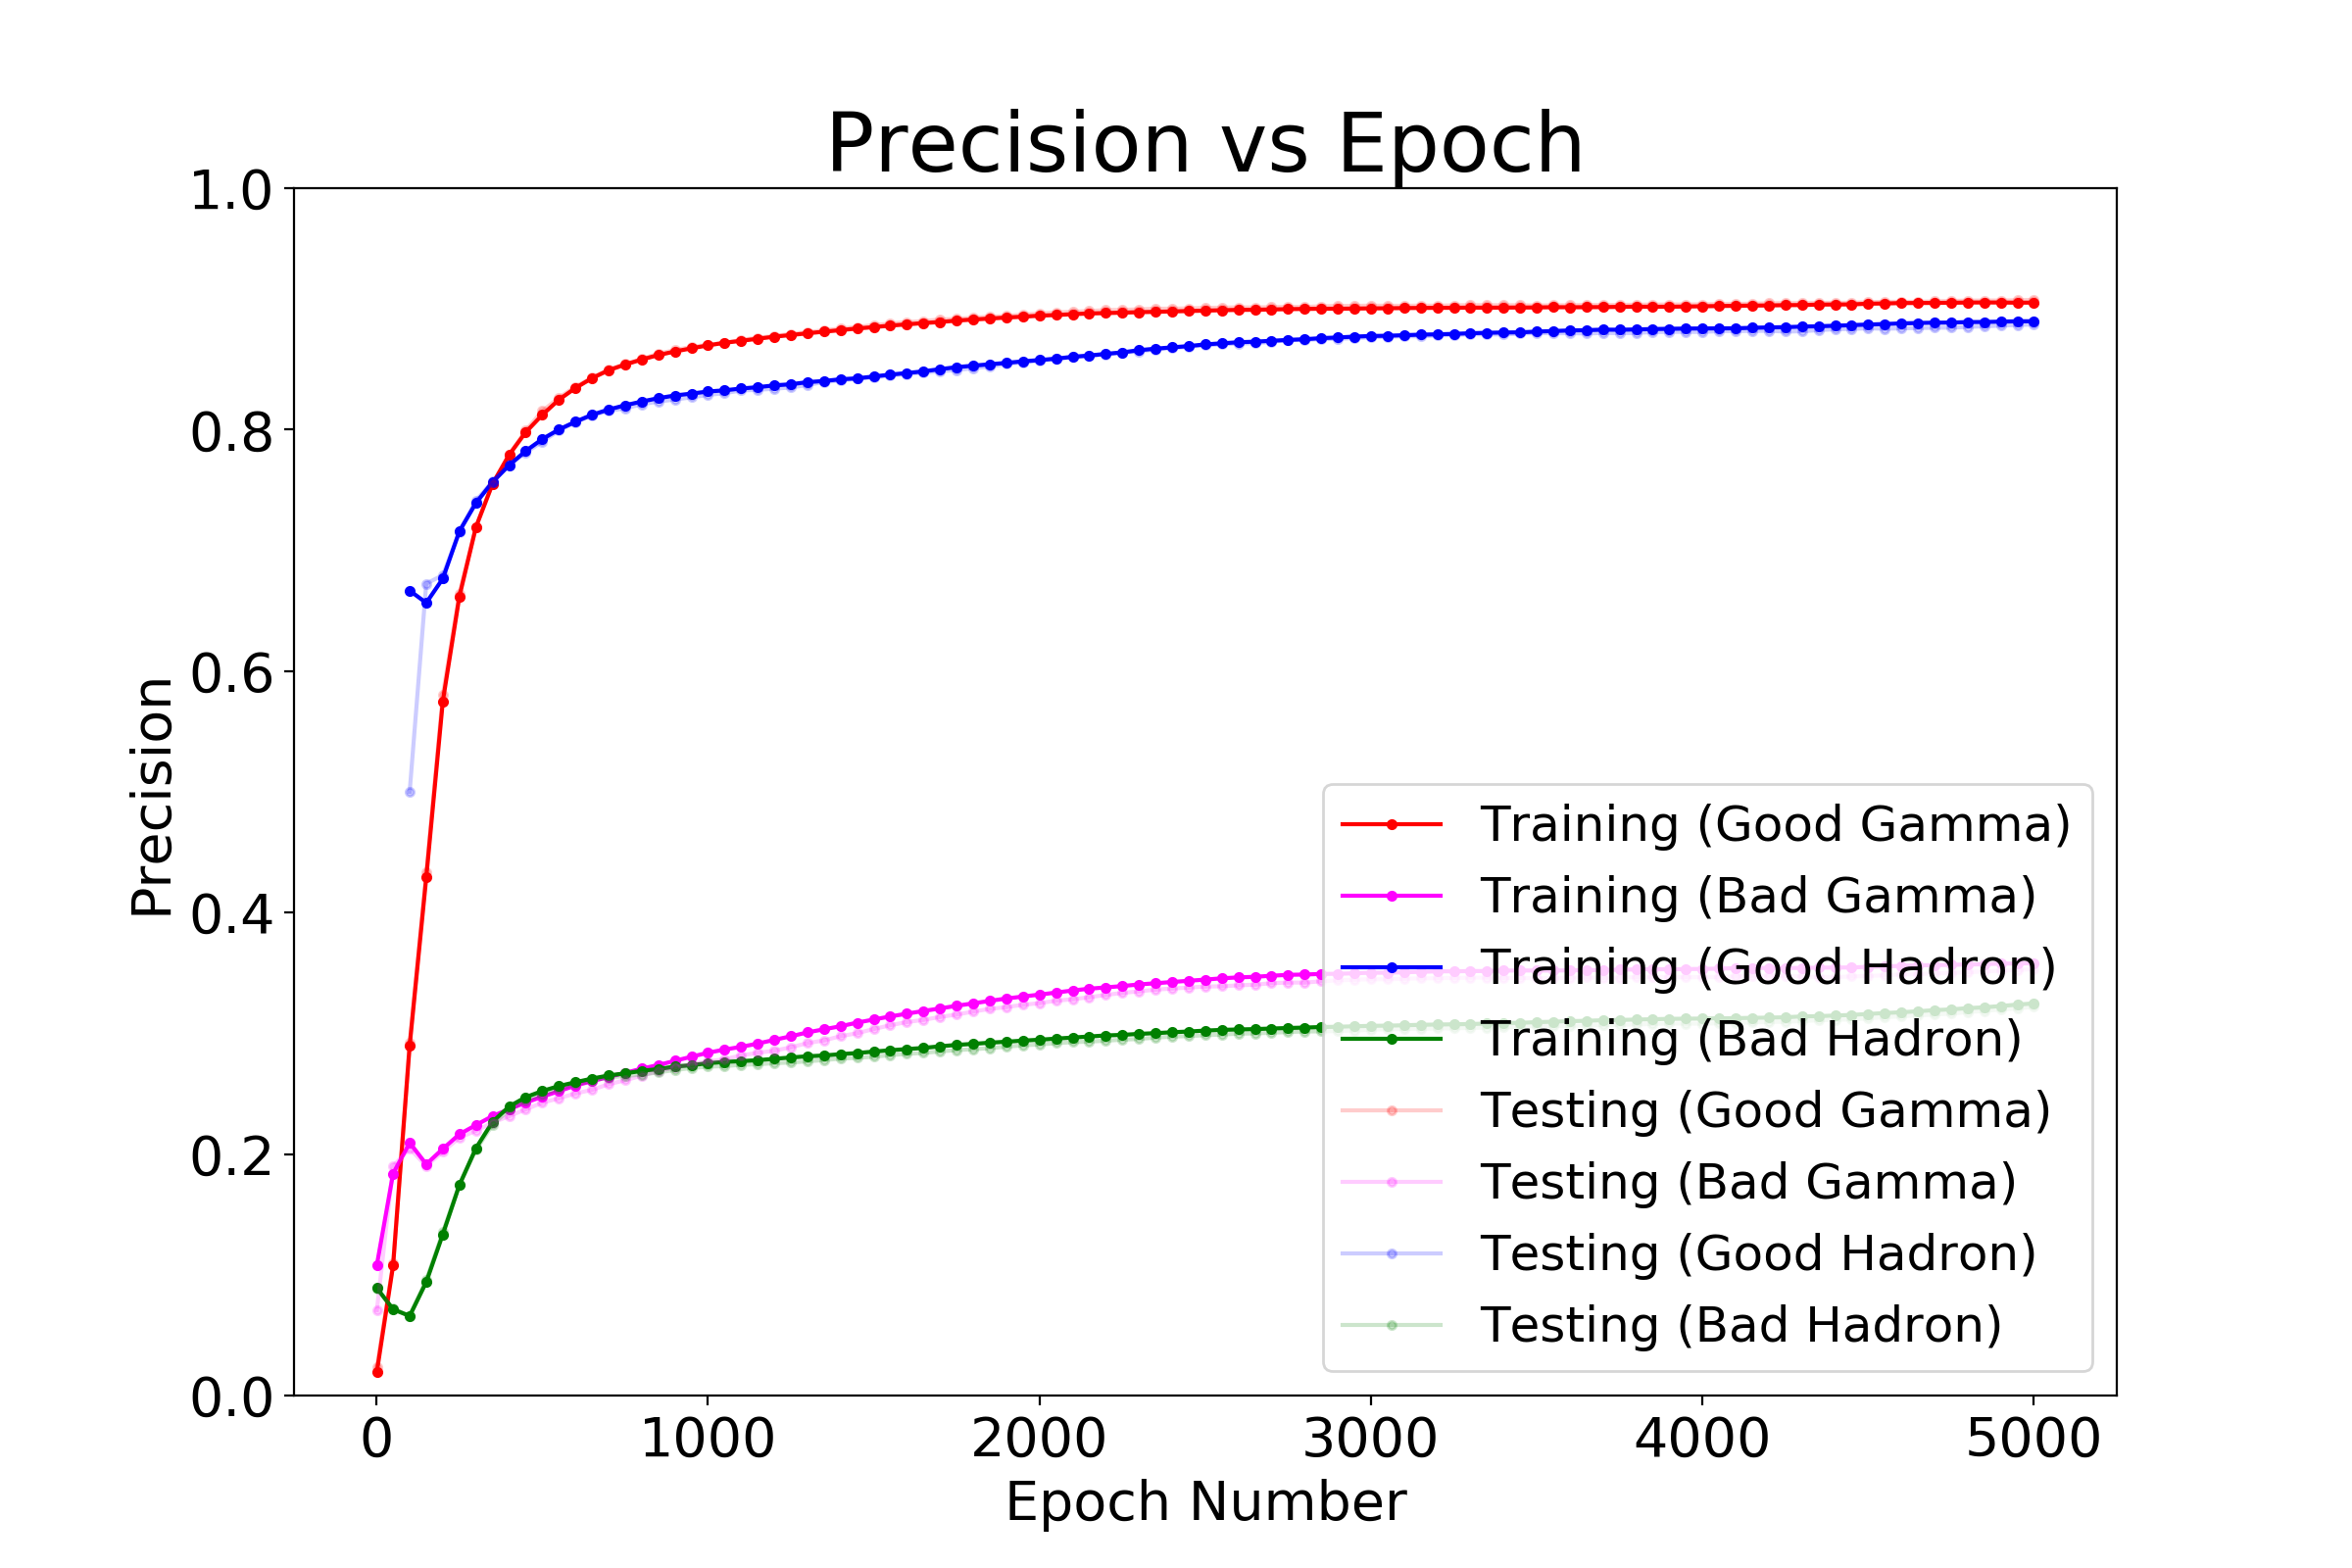 Precision vs Epoch
Precision
1.0
0.8
0.6
0.4
0.2
0.0
Training (Good Gamma)
Training (Bad Gamma)
Training (Good Hadron)
Training (Bad Hadron)
Testing (Good Gamma)
Testing (Bad Gamma)
Testing (Good Hadron)
Testing (Bad Hadron)
0 1000 2000 3000 4000 5000
Epoch Number